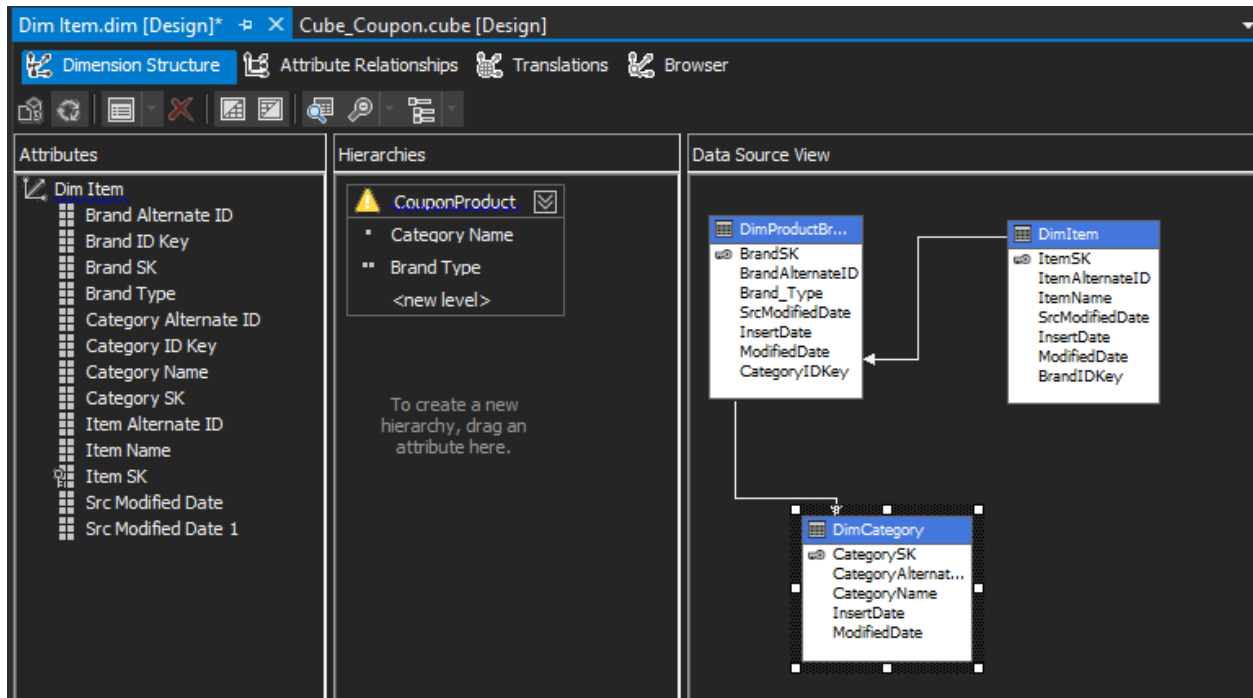 Dim Item.dim [Design]* Cube_Coupon.cube [Design]
Dimension Structure Attribute Relationships Translations Browser
Attributes
Dim Item
Brand Alternate ID
Brand ID Key
Brand SK
Brand Type
Category Alternate ID
Category ID Key
Category Name
Category SK
Item Alternate ID
Item Name
Item SK
Src Modified Date
Src Modified Date 1
Hierarchies
CouponProduct
Category Name
Brand Type
<new level>
To create a new
hierarchy, drag an
attribute here.
Data Source View
DimProductBr...
BrandSK
BrandAlternateID
Brand_Type
SrcModifiedDate
InsertDate
ModifiedDate
CategoryIDKey
DimItem
ItemSK
ItemAlternateID
ItemName
SrcModifiedDate
InsertDate
ModifiedDate
BrandIDKey
DimCategory
CategorySK
CategoryAlternat...
CategoryName
InsertDate
ModifiedDate